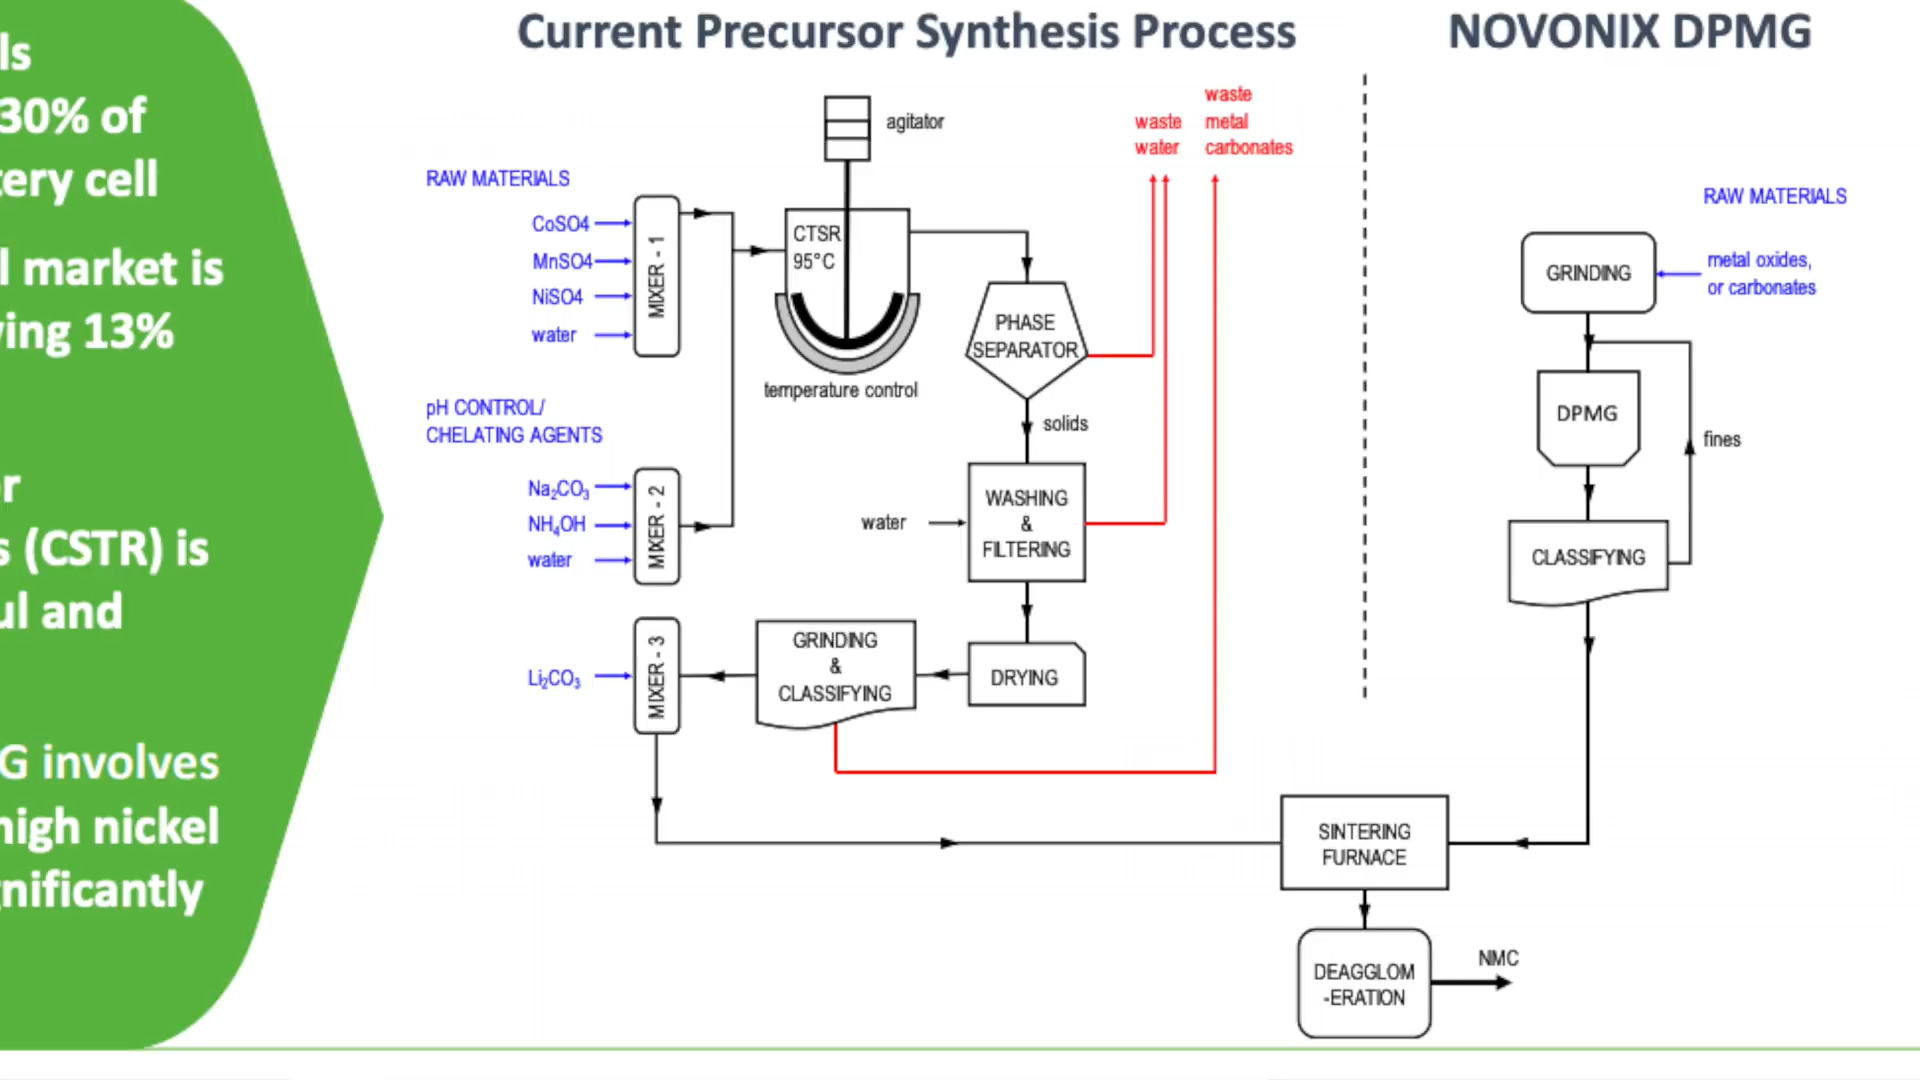 ls
30% of
tery cell
l market is
ving 13%
r
s (CSTR) is
ul and
G involves
high nickel
gnificantly
Current Precursor Synthesis Process
NOVONIX DPMG
agitator
RAW MATERIALS
CoSO4
MnSO4
NiSO4
water
MIXER - 1
CTSR
95°C
temperature control
pH CONTROL/
CHELATING AGENTS
Na₂CO₃
NH₄OH
water
MIXER - 2
Li₂CO₃
MIXER - 3
GRINDING
&
CLASSIFYING
DRYING
water
WASHING
&
FILTERING
solids
PHASE
SEPARATOR
waste
water
waste
metal
carbonates
RAW MATERIALS
GRINDING
metal oxides,
or carbonates
DPMG
fines
CLASSIFYING
SINTERING
FURNACE
DEAGGLOM
-ERATION
NMC